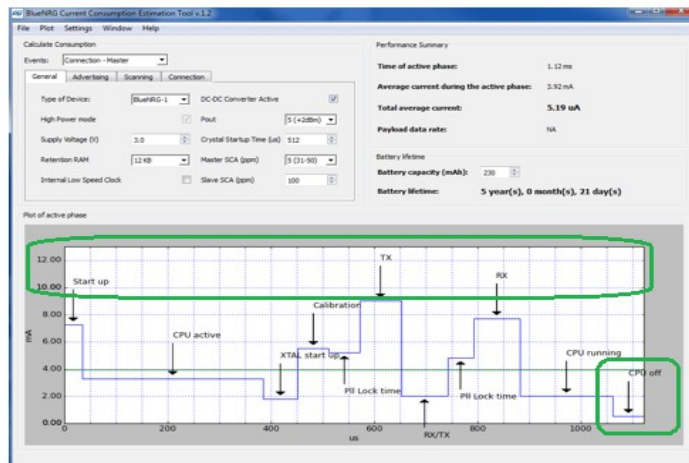 BlueNRG Current Consumption Estimation Tool v.1.2
File Plot Settings Window Help
Calculate Consumption
Events: Connection - Master
General Advertising Scanning Connection
Type of Device: BlueNRG-1 DC-DC Converter Active
High Power mode Pout 5 (+2dBm)
Supply Voltage (V) 3.0 Crystal Startup Time (us) 512
Retention RAM 12 KB Master SCA (ppm) 5 (31-50)
Internal Low Speed Clock Slave SCA (ppm) 100
Performance Summary
Time of active phase: 1.12 ms
Average current during the active phase: 3.92 mA
Total average current: 5.19 uA
Payload data rate: NA
Battery lifetime
Battery capacity (mAh): 230
Battery lifetime: 5 year(s), 0 month(s), 21 day(s)
Plot of active phase
12.00
10.00
8.00
6.00
4.00
2.00
0.00
mA
Start up
CPU active
XTAL start up
Calibration
Pll Lock time
TX
RX/TX
Pll Lock time
RX
CPU running
CPU off
0 200 400 600 800 1000
us